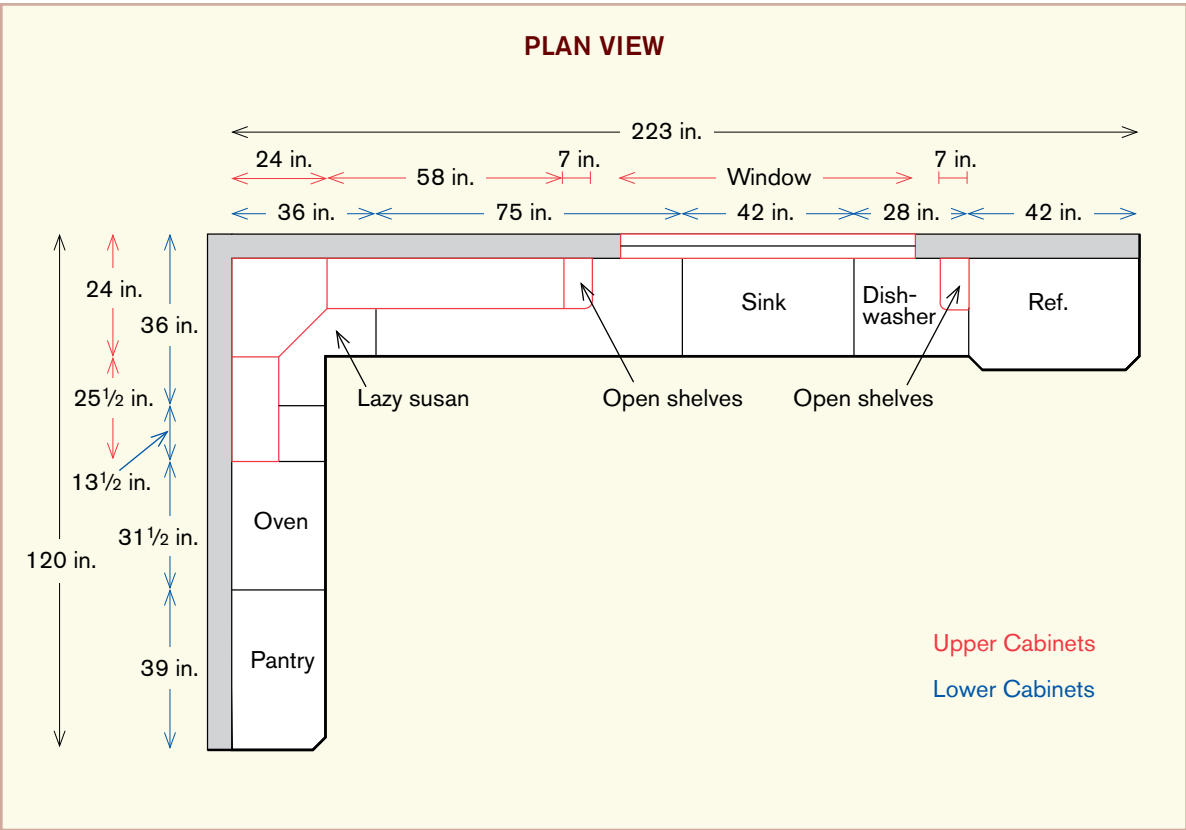 PLAN VIEW
223 in.
24 in.
58 in.
7 in.
Window
7 in.
36 in.
75 in.
42 in.
28 in.
42 in.
24 in.
36 in.
25½ in.
13½ in.
31½ in.
120 in.
39 in.
Sink
Dish-
washer
Ref.
Lazy susan
Open shelves
Open shelves
Oven
Pantry
Upper Cabinets
Lower Cabinets